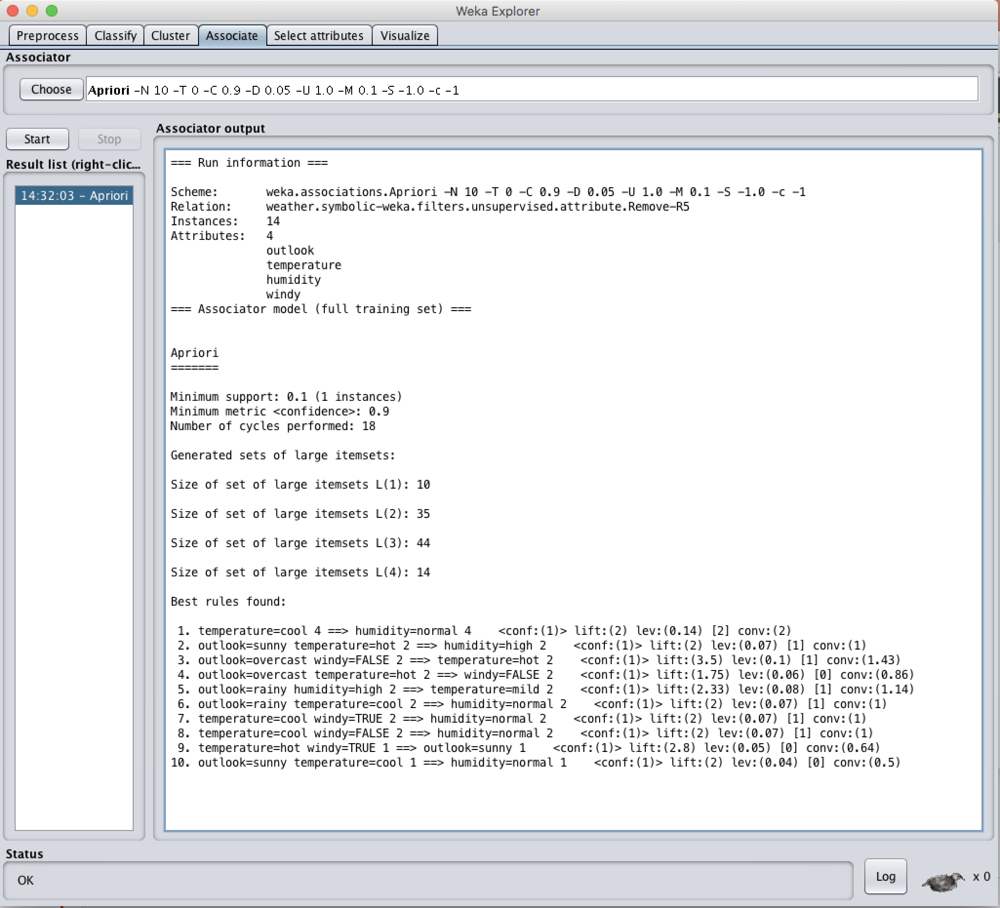 Weka Explorer
Preprocess Classify Cluster Associate Select attributes Visualize
Associator
Choose Apriori -N 10 -T 0 -C 0.9 -D 0.05 -U 1.0 -M 0.1 -S -1.0 -c -1
Start Stop
Result list (right-clic...
14:32:03 - Apriori
Associator output
=== Run information ===
Scheme: weka.associations.Apriori -N 10 -T 0 -C 0.9 -D 0.05 -U 1.0 -M 0.1 -S -1.0 -c -1
Relation: weather.symbolic-weka.filters.unsupervised.attribute.Remove-R5
Instances: 14
Attributes: 4
outlook
temperature
humidity
windy
=== Associator model (full training set) ===
Apriori
=======
Minimum support: 0.1 (1 instances)
Minimum metric <confidence>: 0.9
Number of cycles performed: 18
Generated sets of large itemsets:
Size of set of large itemsets L(1): 10
Size of set of large itemsets L(2): 35
Size of set of large itemsets L(3): 44
Size of set of large itemsets L(4): 14
Best rules found:
1. temperature=cool 4 ==> humidity=normal 4 <conf:(1)> lift:(2) lev:(0.14) [2] conv:(2)
2. outlook=sunny temperature=hot 2 ==> humidity=high 2 <conf:(1)> lift:(2) lev:(0.07) [1] conv:(1)
3. outlook=overcast windy=FALSE 2 ==> temperature=hot 2 <conf:(1)> lift:(3.5) lev:(0.1) [1] conv:(1.43)
4. outlook=overcast temperature=hot 2 ==> windy=FALSE 2 <conf:(1)> lift:(1.75) lev:(0.06) [0] conv:(0.86)
5. outlook=rainy humidity=high 2 ==> temperature=mild 2 <conf:(1)> lift:(2.33) lev:(0.08) [1] conv:(1.14)
6. outlook=rainy temperature=cool 2 ==> humidity=normal 2 <conf:(1)> lift:(2) lev:(0.07) [1] conv:(1)
7. temperature=cool windy=TRUE 2 ==> humidity=normal 2 <conf:(1)> lift:(2) lev:(0.07) [1] conv:(1)
8. temperature=cool windy=FALSE 2 ==> humidity=normal 2 <conf:(1)> lift:(2) lev:(0.07) [1] conv:(1)
9. temperature=hot windy=TRUE 1 ==> outlook=sunny 1 <conf:(1)> lift:(2.8) lev:(0.05) [0] conv:(0.64)
10. outlook=sunny temperature=cool 1 ==> humidity=normal 1 <conf:(1)> lift:(2) lev:(0.04) [0] conv:(0.5)
Status
OK
Log
x 0